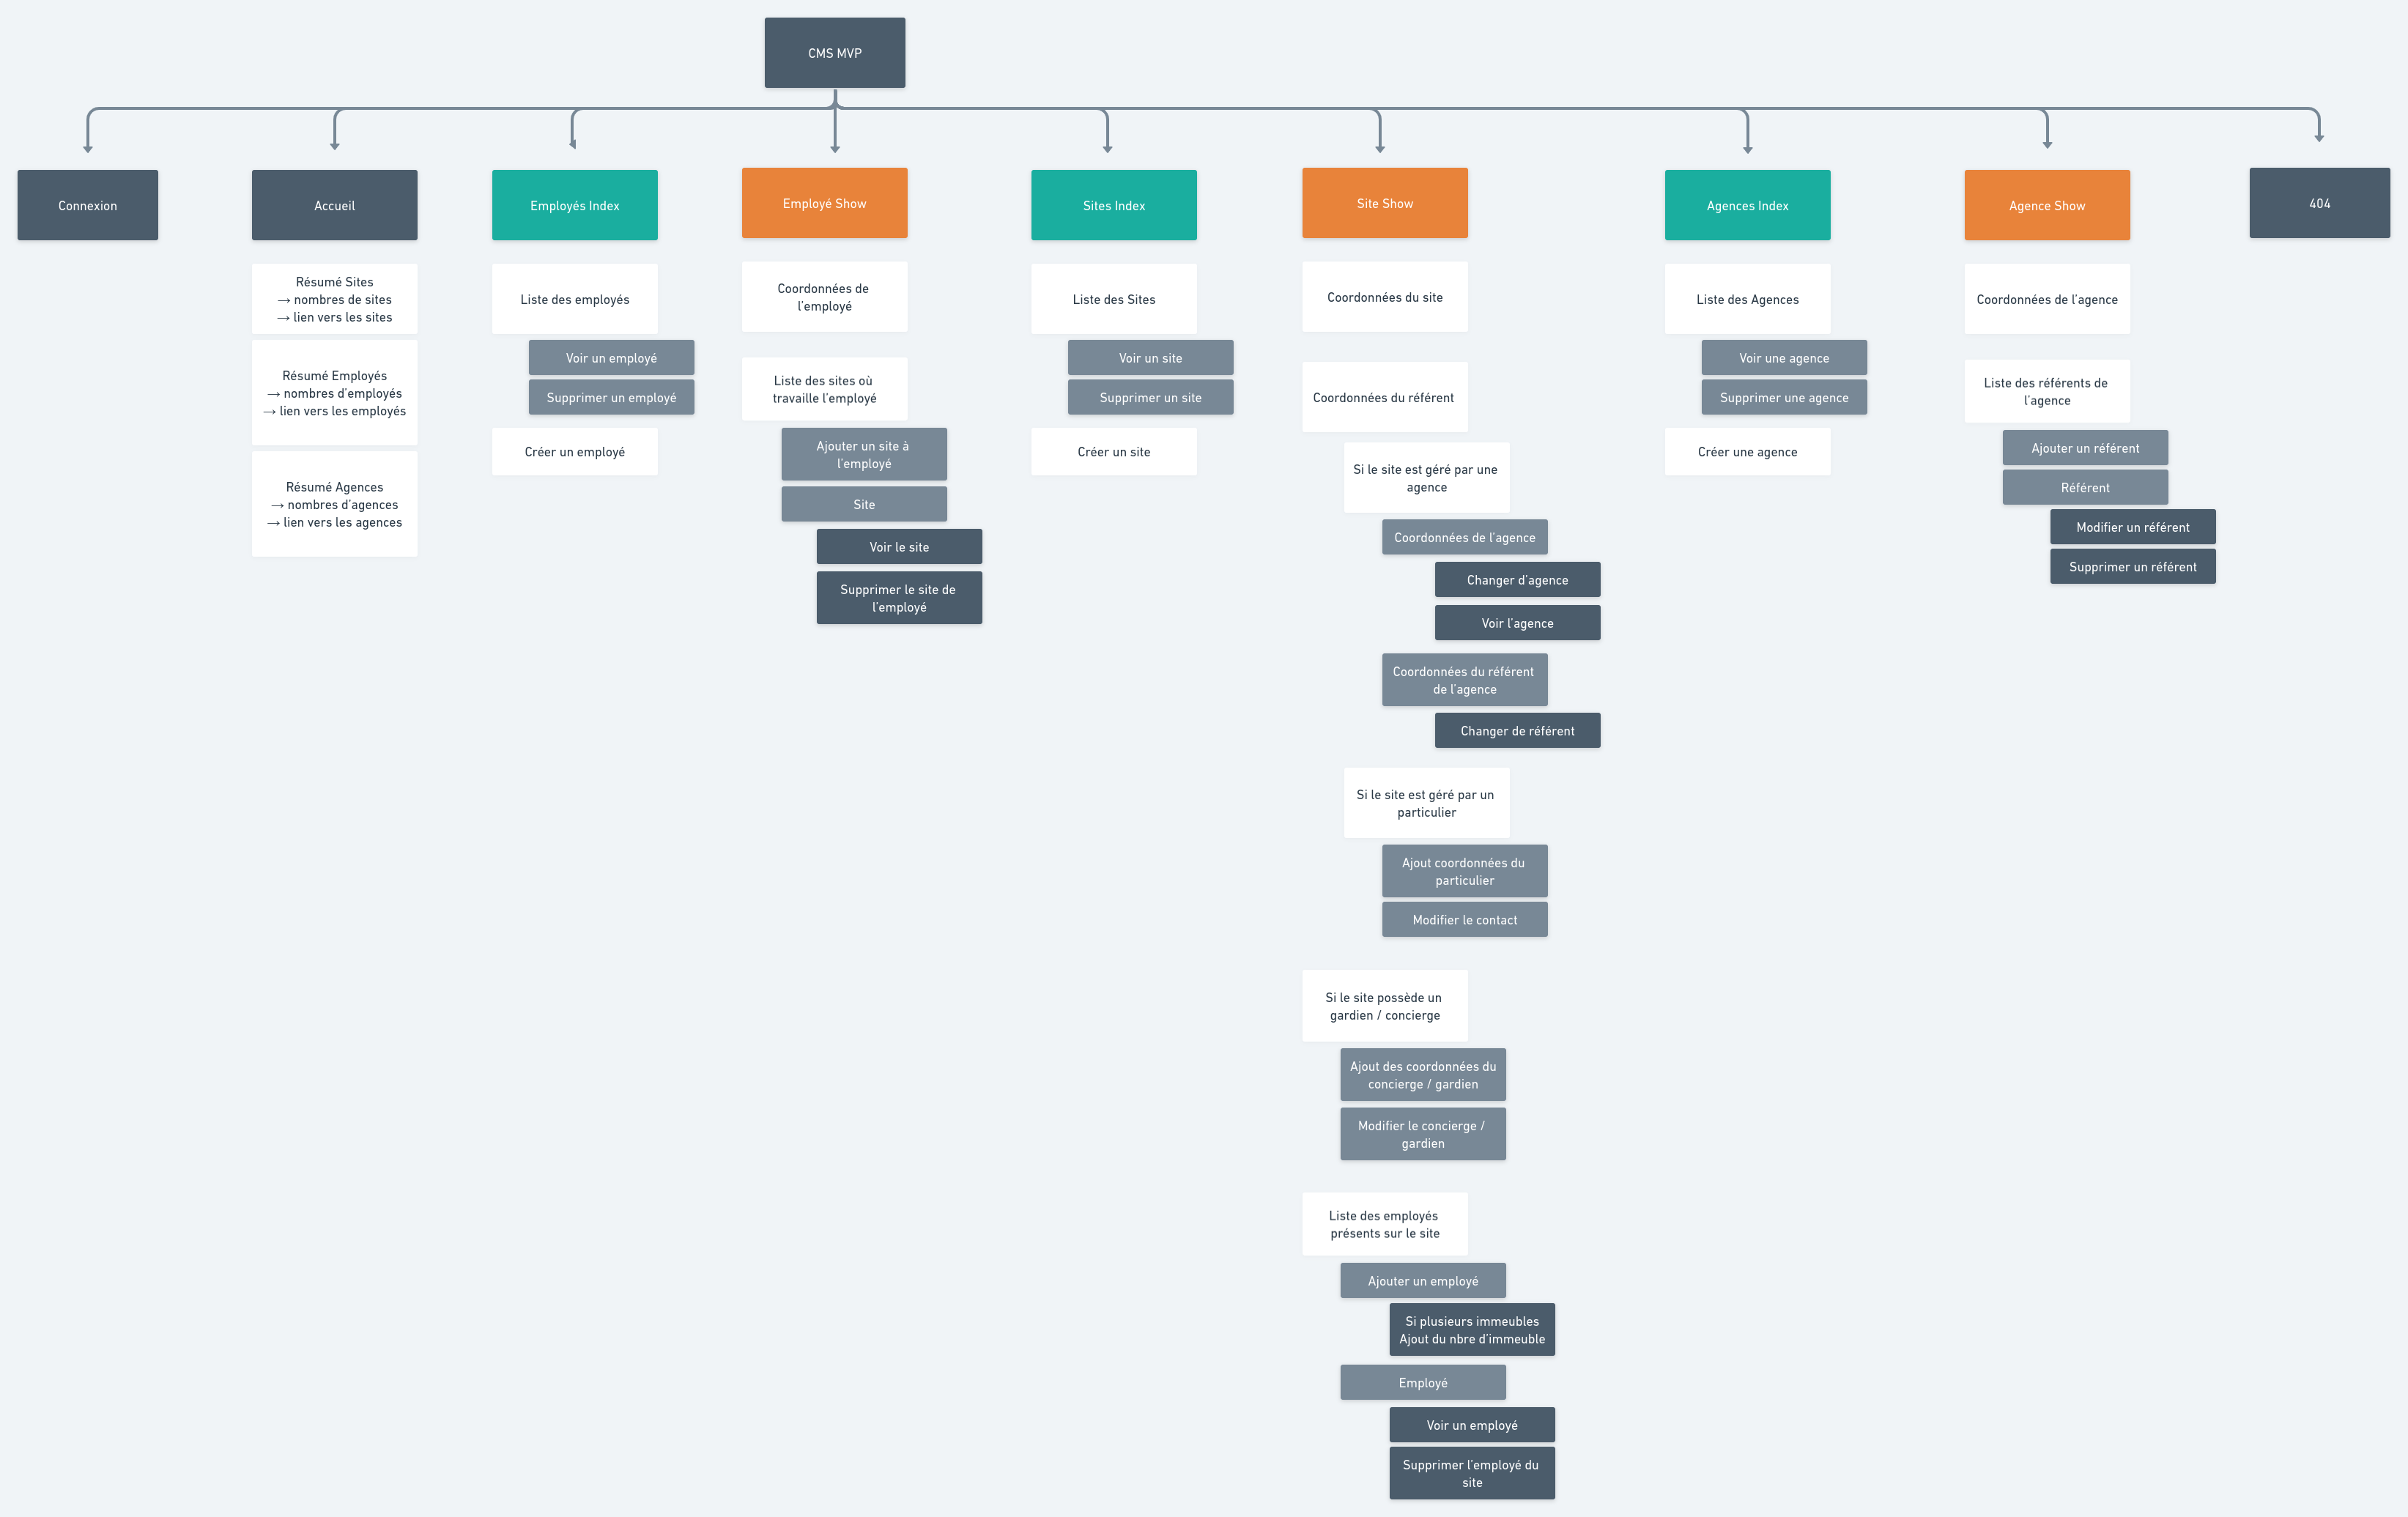 CMS MVP
Connexion
Accueil
Résumé Sites
→ nombres de sites
→ lien vers les sites
Résumé Employés
→ nombres d'employés
→ lien vers les employés
Résumé Agences
→ nombres d'agences
→ lien vers les agences
Employés Index
Liste des employés
Voir un employé
Supprimer un employé
Créer un employé
Employé Show
Coordonnées de
l'employé
Liste des sites où
travaille l'employé
Ajouter un site à
l'employé
Site
Voir le site
Supprimer le site de
l'employé
Sites Index
Liste des Sites
Voir un site
Supprimer un site
Créer un site
Site Show
Coordonnées du site
Coordonnées du référent
Si le site est géré par une
agence
Coordonnées de l'agence
Changer d'agence
Voir l'agence
Coordonnées du référent
de l'agence
Changer de référent
Si le site est géré par un
particulier
Ajout coordonnées du
particulier
Modifier le contact
Si le site possède un
gardien / concierge
Ajout des coordonnées du
concierge / gardien
Modifier le concierge /
gardien
Liste des employés
présents sur le site
Ajouter un employé
Si plusieurs immeubles
Ajout du nbre d'immeuble
Employé
Voir un employé
Supprimer l'employé du
site
Agences Index
Liste des Agences
Voir une agence
Supprimer une agence
Créer une agence
Agence Show
Coordonnées de l'agence
Liste des référents de
l'agence
Ajouter un référent
Référent
Modifier un référent
Supprimer un référent
404